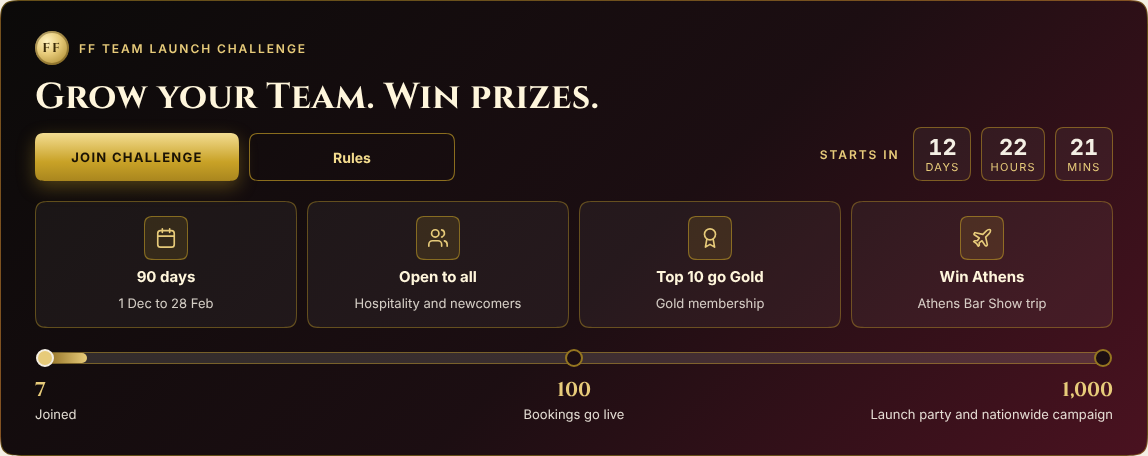 FF
FF TEAM LAUNCH CHALLENGE
Grow your Team. Win prizes.
JOIN CHALLENGE
Rules
STARTS IN
12
DAYS
22
HOURS
21
MINS
90 days
1 Dec to 28 Feb
Open to all
Hospitality and newcomers
Top 10 go Gold
Gold membership
Win Athens
Athens Bar Show trip
7
Joined
100
Bookings go live
1,000
Launch party and nationwide campaign